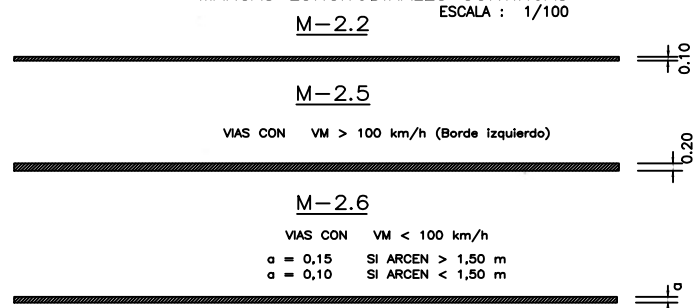 ESCALA : 1/100
M-2.2
0.10
M-2.5
VIAS CON VM > 100 km/h (Borde izquierdo)
0.20
M-2.6
VIAS CON VM < 100 km/h
a = 0,15 SI ARCEN > 1,50 m
a = 0,10 SI ARCEN < 1,50 m
a